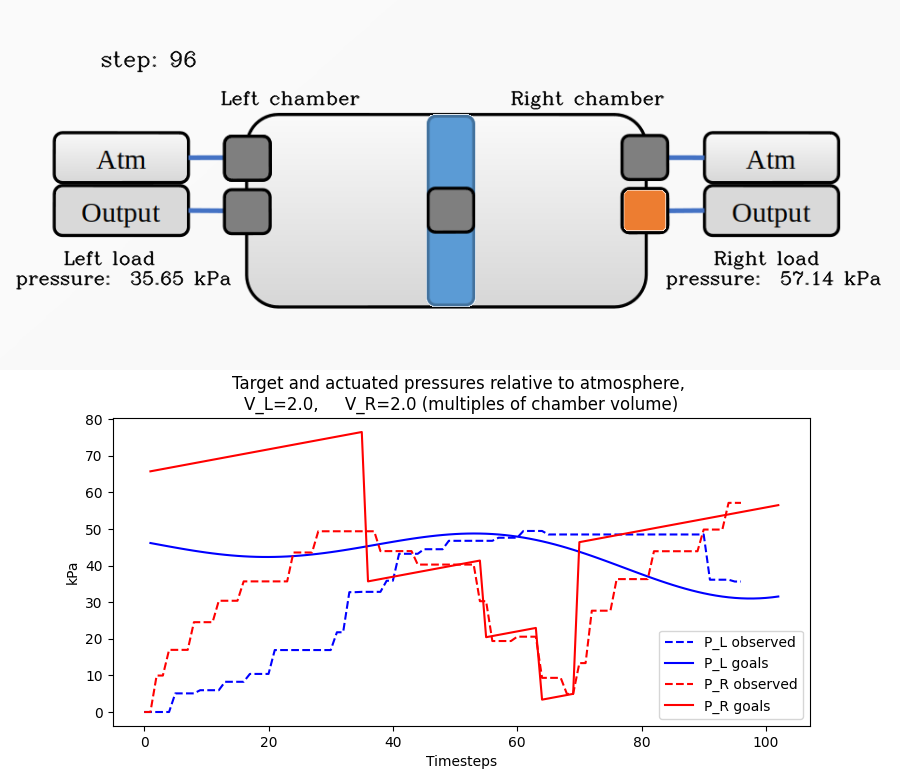 step: 96
Left chamber
Right chamber
Atm
Atm
Output
Output
Left load
pressure: 35.65 kPa
Right load
pressure: 57.14 kPa
Target and actuated pressures relative to atmosphere,
V_L=2.0, V_R=2.0 (multiples of chamber volume)
80
70
60
50
40
30
20
10
0
kPa
0 20 40 60 80 100
Timesteps
P_L observed
P_L goals
P_R observed
P_R goals